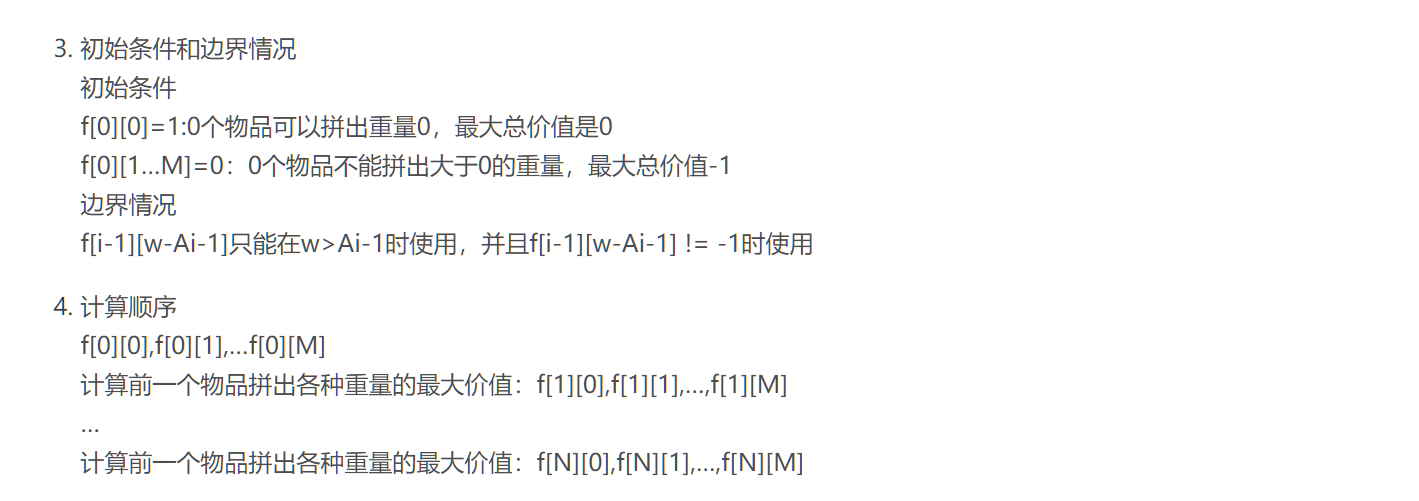 3. 初始条件和边界情况
初始条件
f[0][0]=1:0个物品可以拼出重量0，最大总价值是0
f[0][1...M]=0：0个物品不能拼出大于0的重量，最大总价值-1
边界情况
f[i-1][w-Ai-1]只能在w>Ai-1时使用，并且f[i-1][w-Ai-1] != -1时使用
4. 计算顺序
f[0][0],f[0][1],...f[0][M]
计算前一个物品拼出各种重量的最大价值：f[1][0],f[1][1],...,f[1][M]
...
计算前一个物品拼出各种重量的最大价值：f[N][0],f[N][1],...,f[N][M]